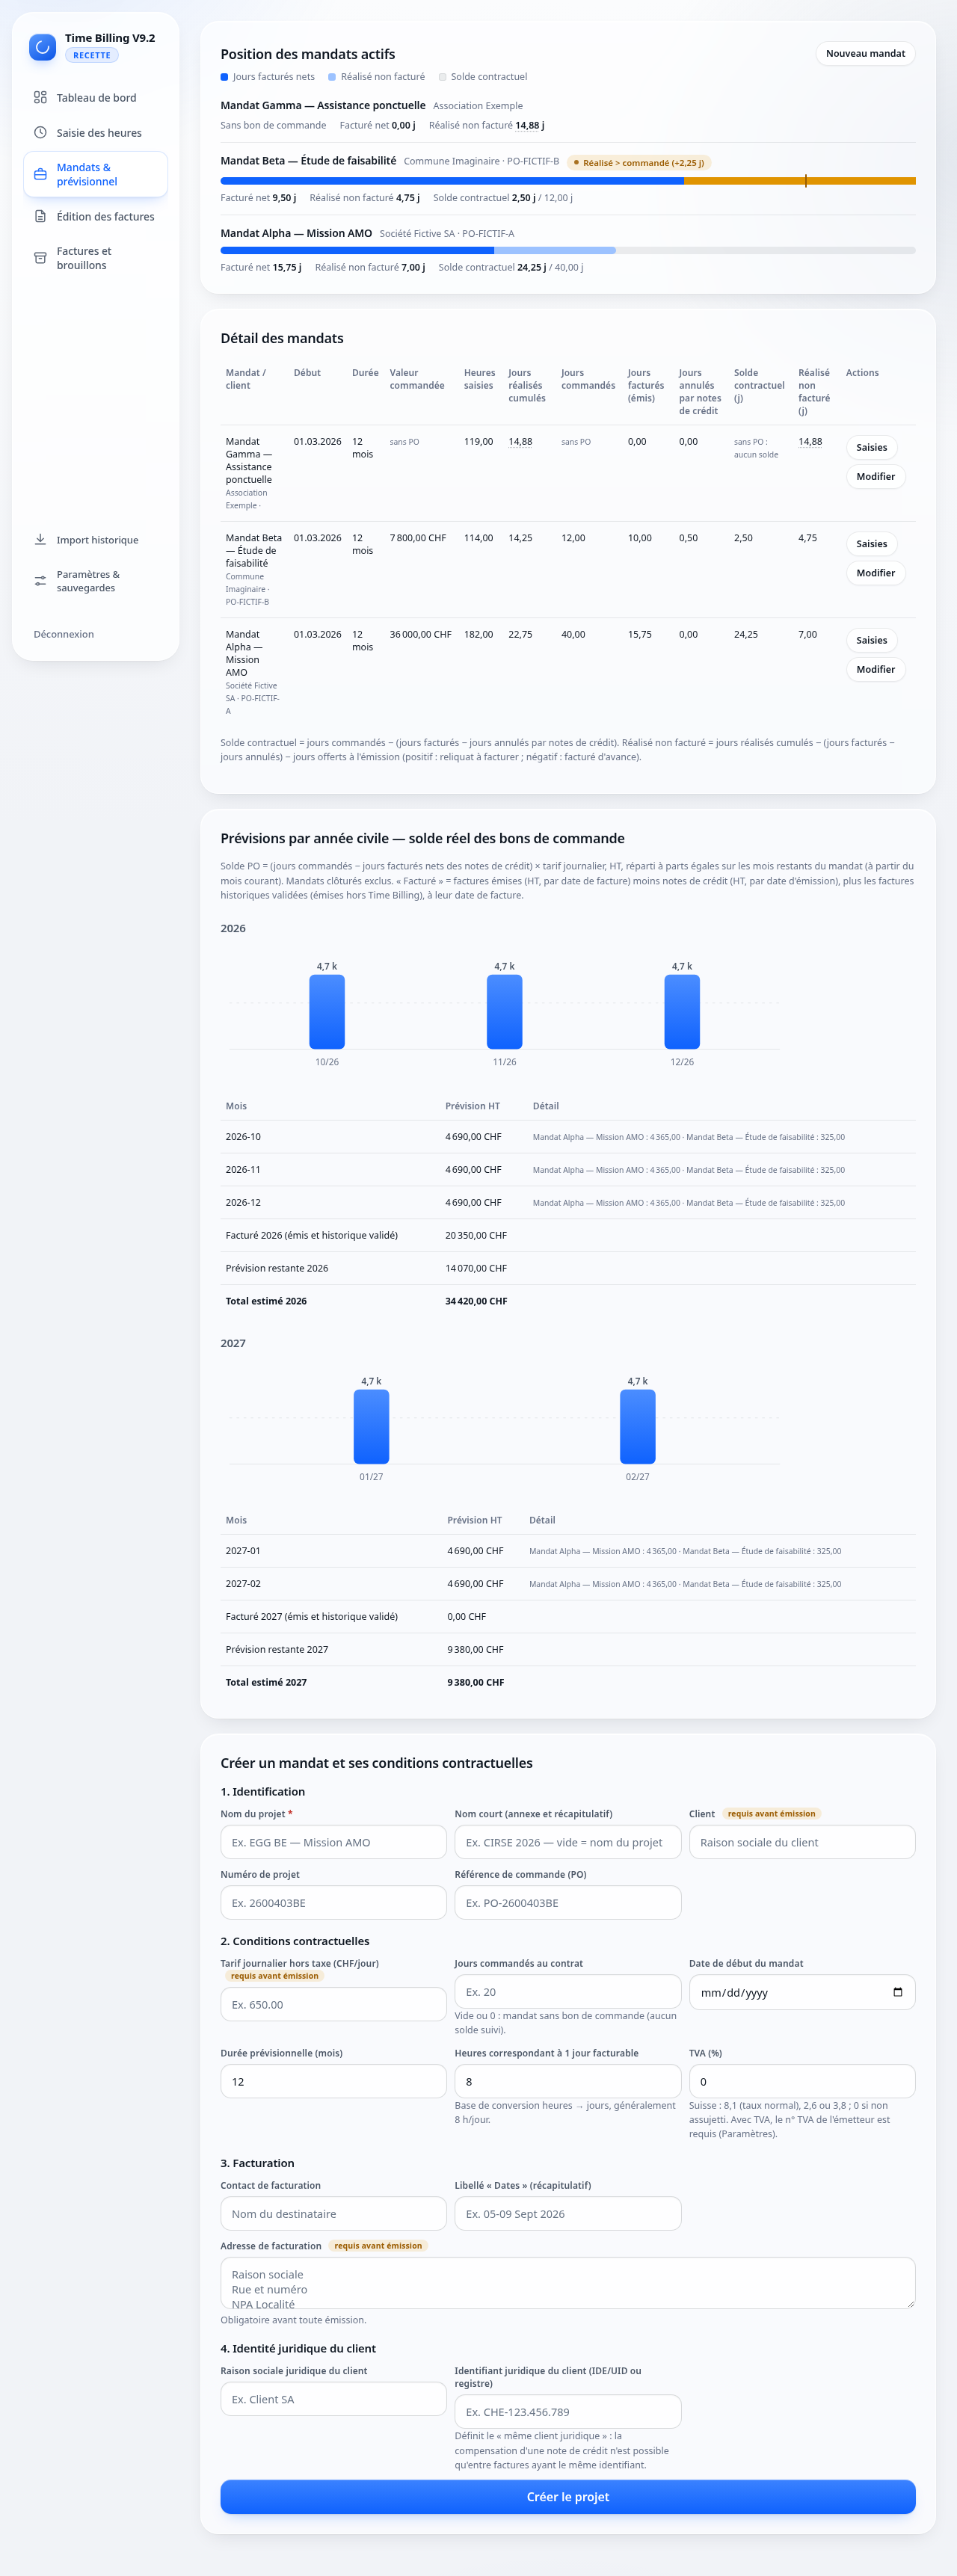 Time Billing V9.2
RECETTE
Tableau de bord
Saisie des heures
Mandats &
prévisionnel
Édition des factures
Factures et
brouillons
Import historique
Paramètres &
sauvegardes
Déconnexion
Position des mandats actifs
Nouveau mandat
Jours facturés nets Réalisé non facturé Solde contractuel
Mandat Gamma — Assistance ponctuelle Association Exemple
Sans bon de commande Facturé net 0,00 j Réalisé non facturé 14,88 j
Mandat Beta — Étude de faisabilité Commune Imaginaire · PO-FICTIF-B Réalisé > commandé (+2,25 j)
Facturé net 9,50 j Réalisé non facturé 4,75 j Solde contractuel 2,50 j / 12,00 j
Mandat Alpha — Mission AMO Société Fictive SA · PO-FICTIF-A
Facturé net 15,75 j Réalisé non facturé 7,00 j Solde contractuel 24,25 j / 40,00 j
Détail des mandats
Mandat / client Début Durée Valeur commandée Heures saisies Jours réalisés cumulés Jours commandés Jours facturés (émis) Jours annulés par notes de crédit Solde contractuel (j) Réalisé non facturé (j) Actions
Mandat Gamma — Assistance ponctuelle Association Exemple · 01.03.2026 12 mois sans PO 119,00 14,88 sans PO 0,00 0,00 sans PO : aucun solde 14,88 Saisies Modifier
Mandat Beta — Étude de faisabilité Commune Imaginaire · PO-FICTIF-B 01.03.2026 12 mois 7 800,00 CHF 114,00 14,25 12,00 10,00 0,50 2,50 4,75 Saisies Modifier
Mandat Alpha — Mission AMO Société Fictive SA · PO-FICTIF-A 01.03.2026 12 mois 36 000,00 CHF 182,00 22,75 40,00 15,75 0,00 24,25 7,00 Saisies Modifier
Solde contractuel = jours commandés − (jours facturés − jours annulés par notes de crédit). Réalisé non facturé = jours réalisés cumulés − (jours facturés −
jours annulés) − jours offerts à l'émission (positif : reliquat à facturer ; négatif : facturé d'avance).
Prévisions par année civile — solde réel des bons de commande
Solde PO = (jours commandés − jours facturés nets des notes de crédit) × tarif journalier, HT, réparti à parts égales sur les mois restants du mandat (à partir du
mois courant). Mandats clôturés exclus. « Facturé » = factures émises (HT, par date de facture) moins notes de crédit (HT, par date d'émission), plus les factures
historiques validées (émises hors Time Billing), à leur date de facture.
2026
4,7 k 4,7 k 4,7 k
10/26 11/26 12/26
Mois Prévision HT Détail
2026-10 4 690,00 CHF Mandat Alpha — Mission AMO : 4 365,00 · Mandat Beta — Étude de faisabilité : 325,00
2026-11 4 690,00 CHF Mandat Alpha — Mission AMO : 4 365,00 · Mandat Beta — Étude de faisabilité : 325,00
2026-12 4 690,00 CHF Mandat Alpha — Mission AMO : 4 365,00 · Mandat Beta — Étude de faisabilité : 325,00
Facturé 2026 (émis et historique validé) 20 350,00 CHF
Prévision restante 2026 14 070,00 CHF
Total estimé 2026 34 420,00 CHF
2027
4,7 k 4,7 k
01/27 02/27
Mois Prévision HT Détail
2027-01 4 690,00 CHF Mandat Alpha — Mission AMO : 4 365,00 · Mandat Beta — Étude de faisabilité : 325,00
2027-02 4 690,00 CHF Mandat Alpha — Mission AMO : 4 365,00 · Mandat Beta — Étude de faisabilité : 325,00
Facturé 2027 (émis et historique validé) 0,00 CHF
Prévision restante 2027 9 380,00 CHF
Total estimé 2027 9 380,00 CHF
Créer un mandat et ses conditions contractuelles
1. Identification
Nom du projet * Nom court (annexe et récapitulatif) Client requis avant émission
Ex. EGG BE — Mission AMO Ex. CIRSE 2026 — vide = nom du projet Raison sociale du client
Numéro de projet Référence de commande (PO)
Ex. 2600403BE Ex. PO-2600403BE
2. Conditions contractuelles
Tarif journalier hors taxe (CHF/jour) requis avant émission Jours commandés au contrat Date de début du mandat
Ex. 650.00 Ex. 20 mm/dd/yyyy
Vide ou 0 : mandat sans bon de commande (aucun
solde suivi).
Durée prévisionnelle (mois) Heures correspondant à 1 jour facturable TVA (%)
12 8 0
Base de conversion heures → jours, généralement
8 h/jour.
Suisse : 8,1 (taux normal), 2,6 ou 3,8 ; 0 si non
assujetti. Avec TVA, le n° TVA de l'émetteur est
requis (Paramètres).
3. Facturation
Contact de facturation Libellé « Dates » (récapitulatif)
Nom du destinataire Ex. 05-09 Sept 2026
Adresse de facturation requis avant émission
Raison sociale
Rue et numéro
NPA Localité
Obligatoire avant toute émission.
4. Identité juridique du client
Raison sociale juridique du client Identifiant juridique du client (IDE/UID ou registre)
Ex. Client SA Ex. CHE-123.456.789
Définit le « même client juridique » : la
compensation d'une note de crédit n'est possible
qu'entre factures ayant le même identifiant.
Créer le projet